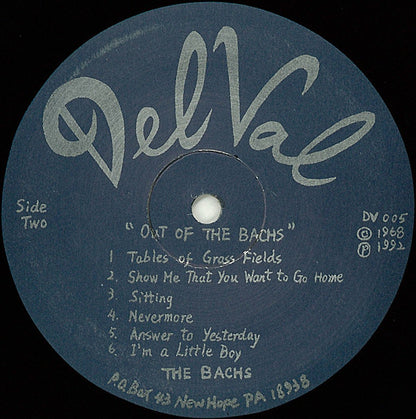 Del Val
Side
Two
DV 005
© 1968
℗ 1992
"OUT OF THE BACHS"
1 Tables of Grass Fields
2. Show Me That You Want to Go Home
3. Sitting
4. Nevermore
5. Answer to Yesterday
6. I'm a Little Boy
THE BACHS
P.O. Box 43 New Hope PA 18938